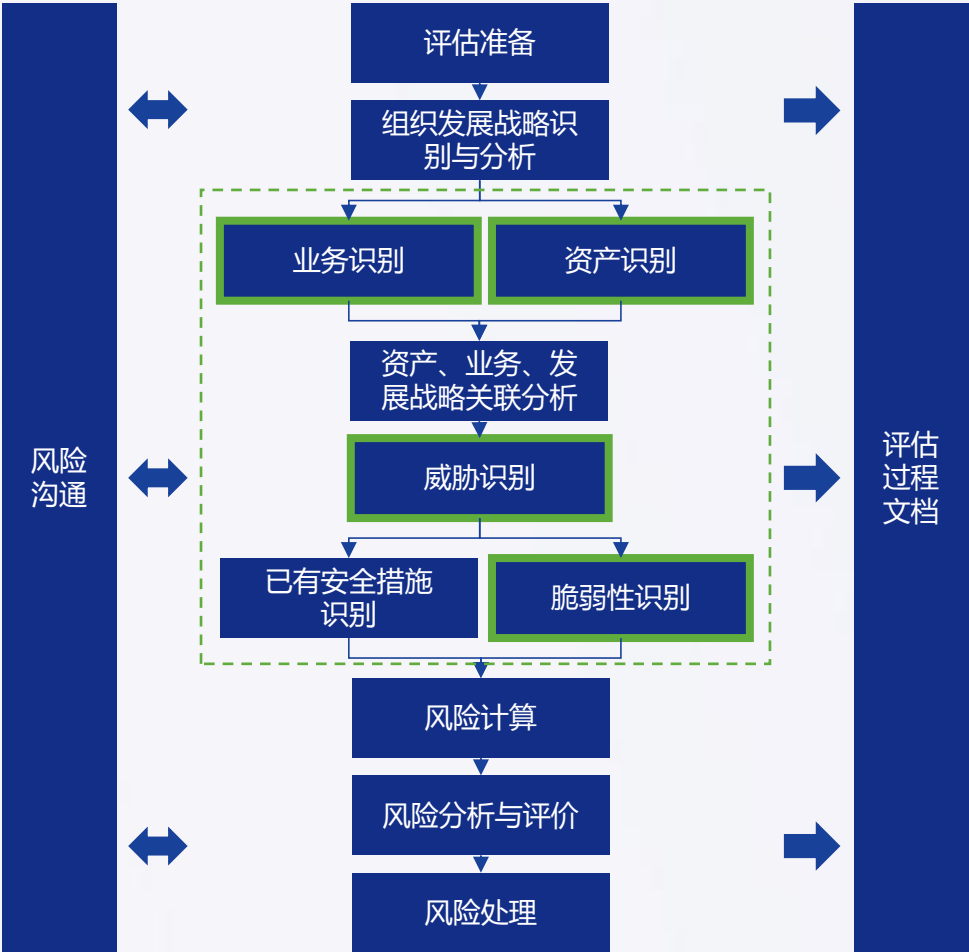 评估准备
组织发展战略识
别与分析
业务识别
资产识别
资产、业务、发
展战略关联分析
威胁识别
已有安全措施
识别
脆弱性识别
风险计算
风险分析与评价
风险处理
风险
沟通
评估
过程
文档